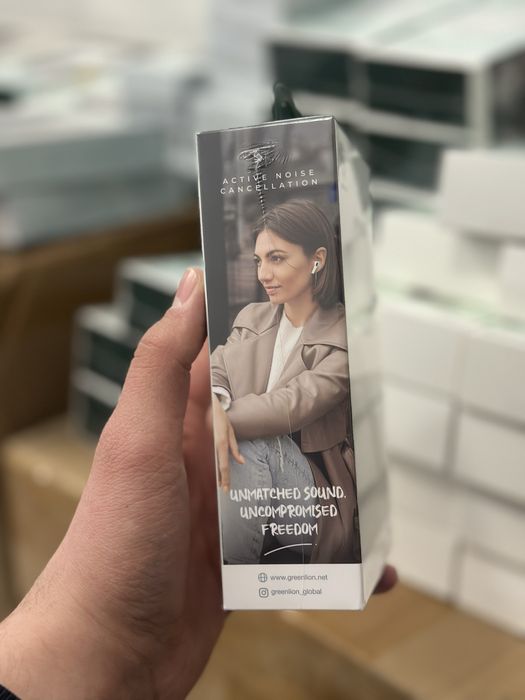 ACTIVE NOISE
CANCELLATION
UNMATCHED SOUND.
UNCOMPROMISED
FREEDOM
www.greenlion.net
greenlion_global